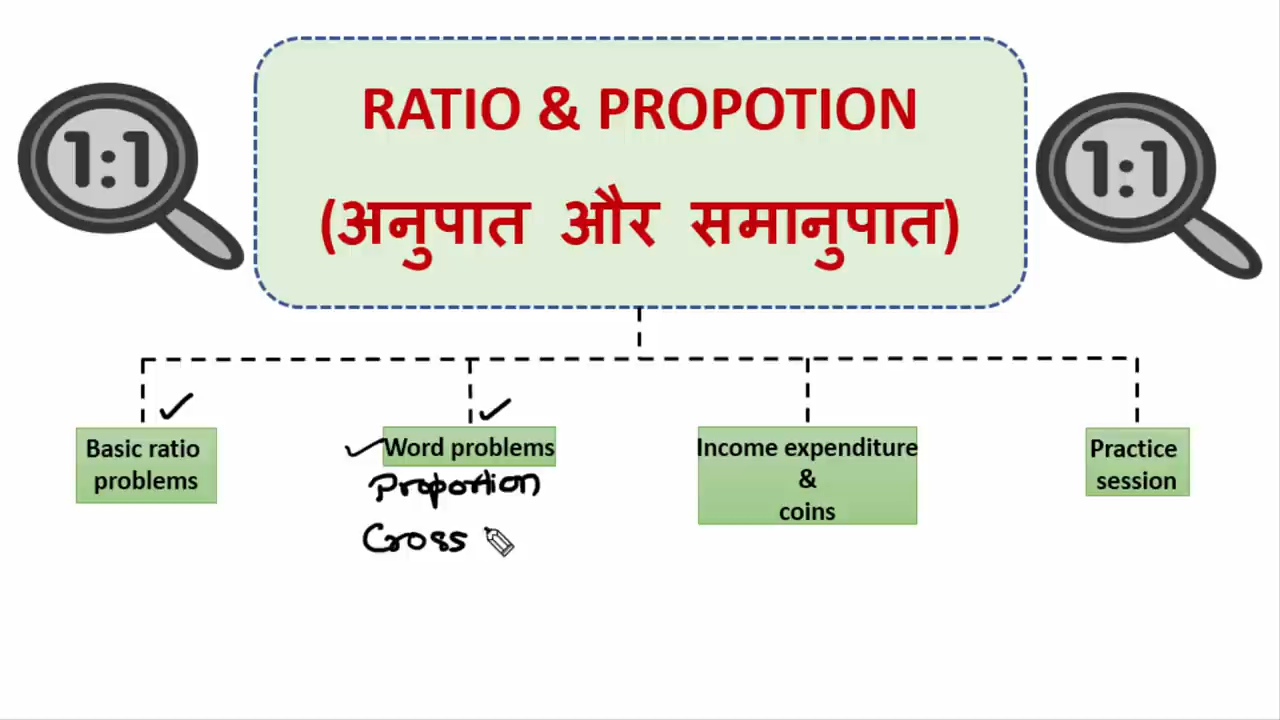 RATIO & PROPOTION
(अनुपात और समानुपात)
1:1
1:1
Basic ratio
problems
Word problems
Proportion
Cross
Income expenditure
&
coins
Practice
session